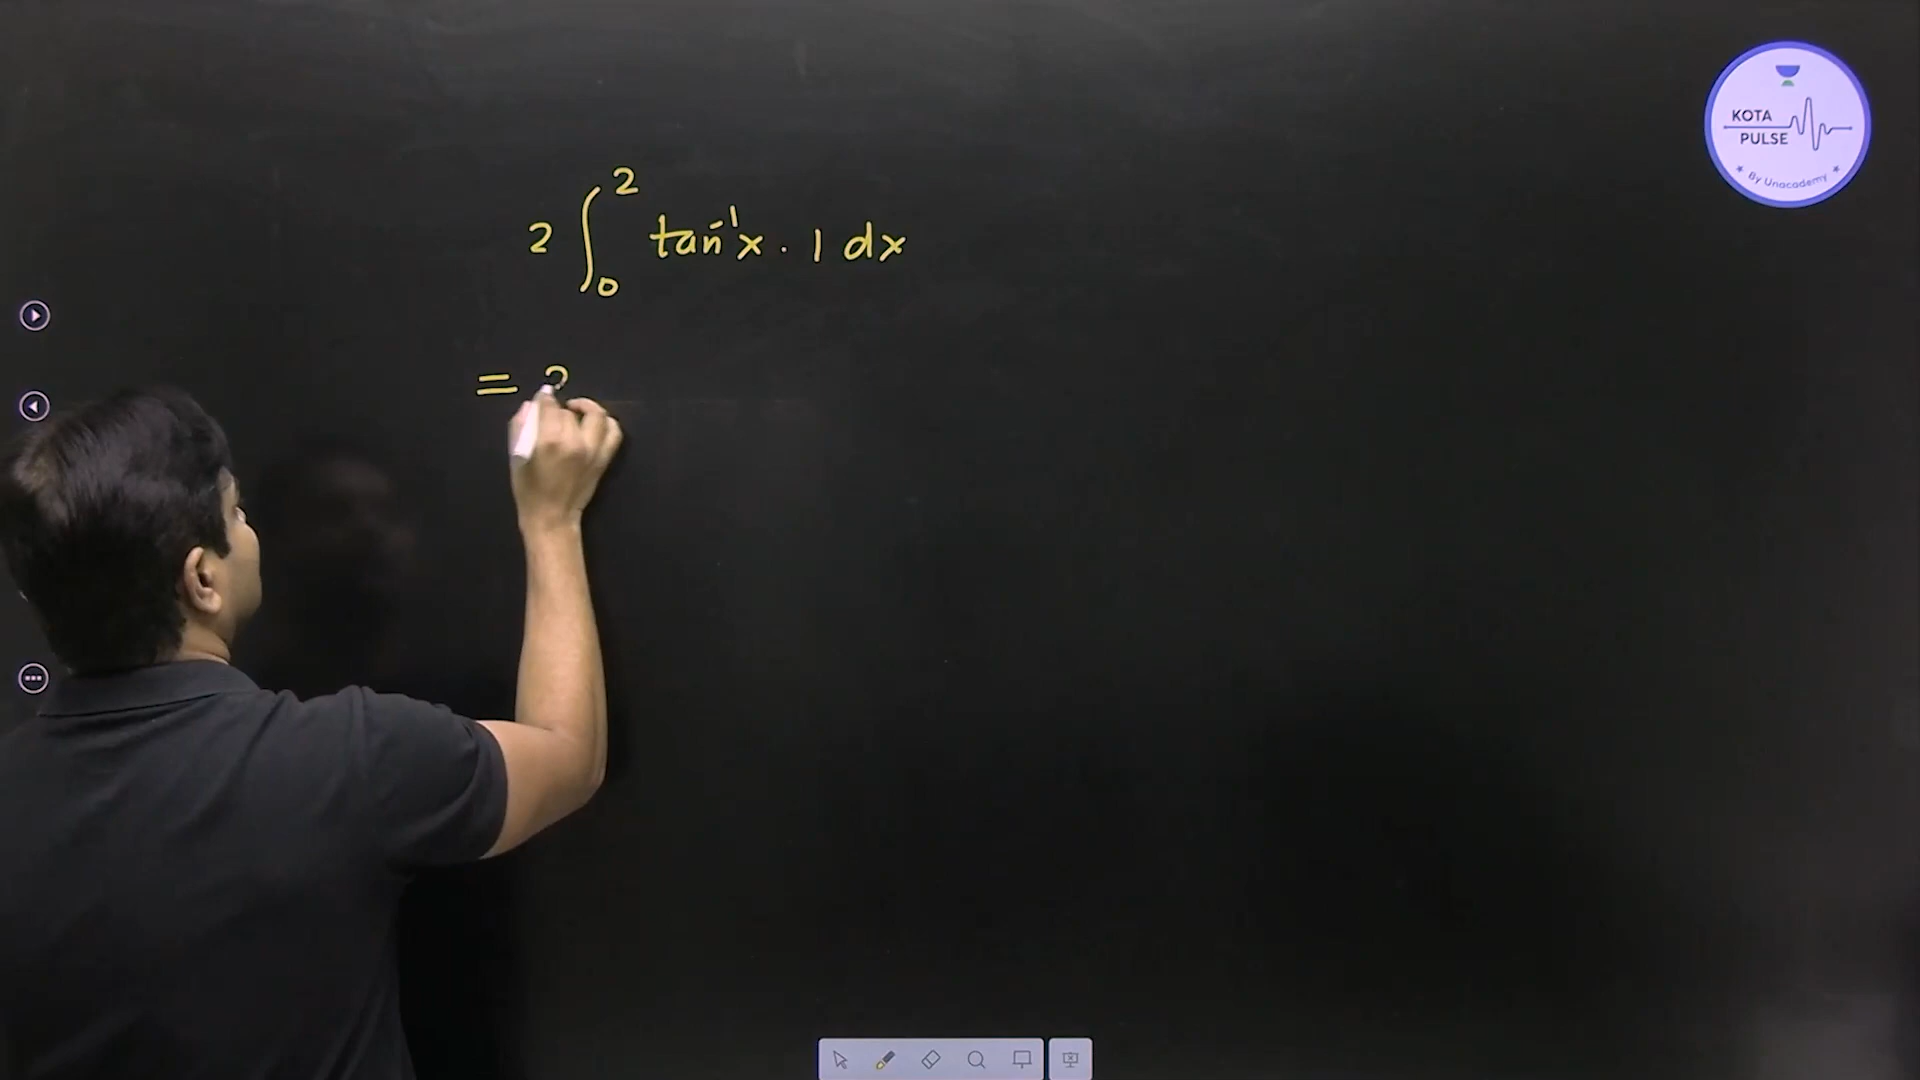 KOTA
PULSE
★ By Unacademy ★
2 ∫₀² tan⁻¹x · 1 dx
= 2